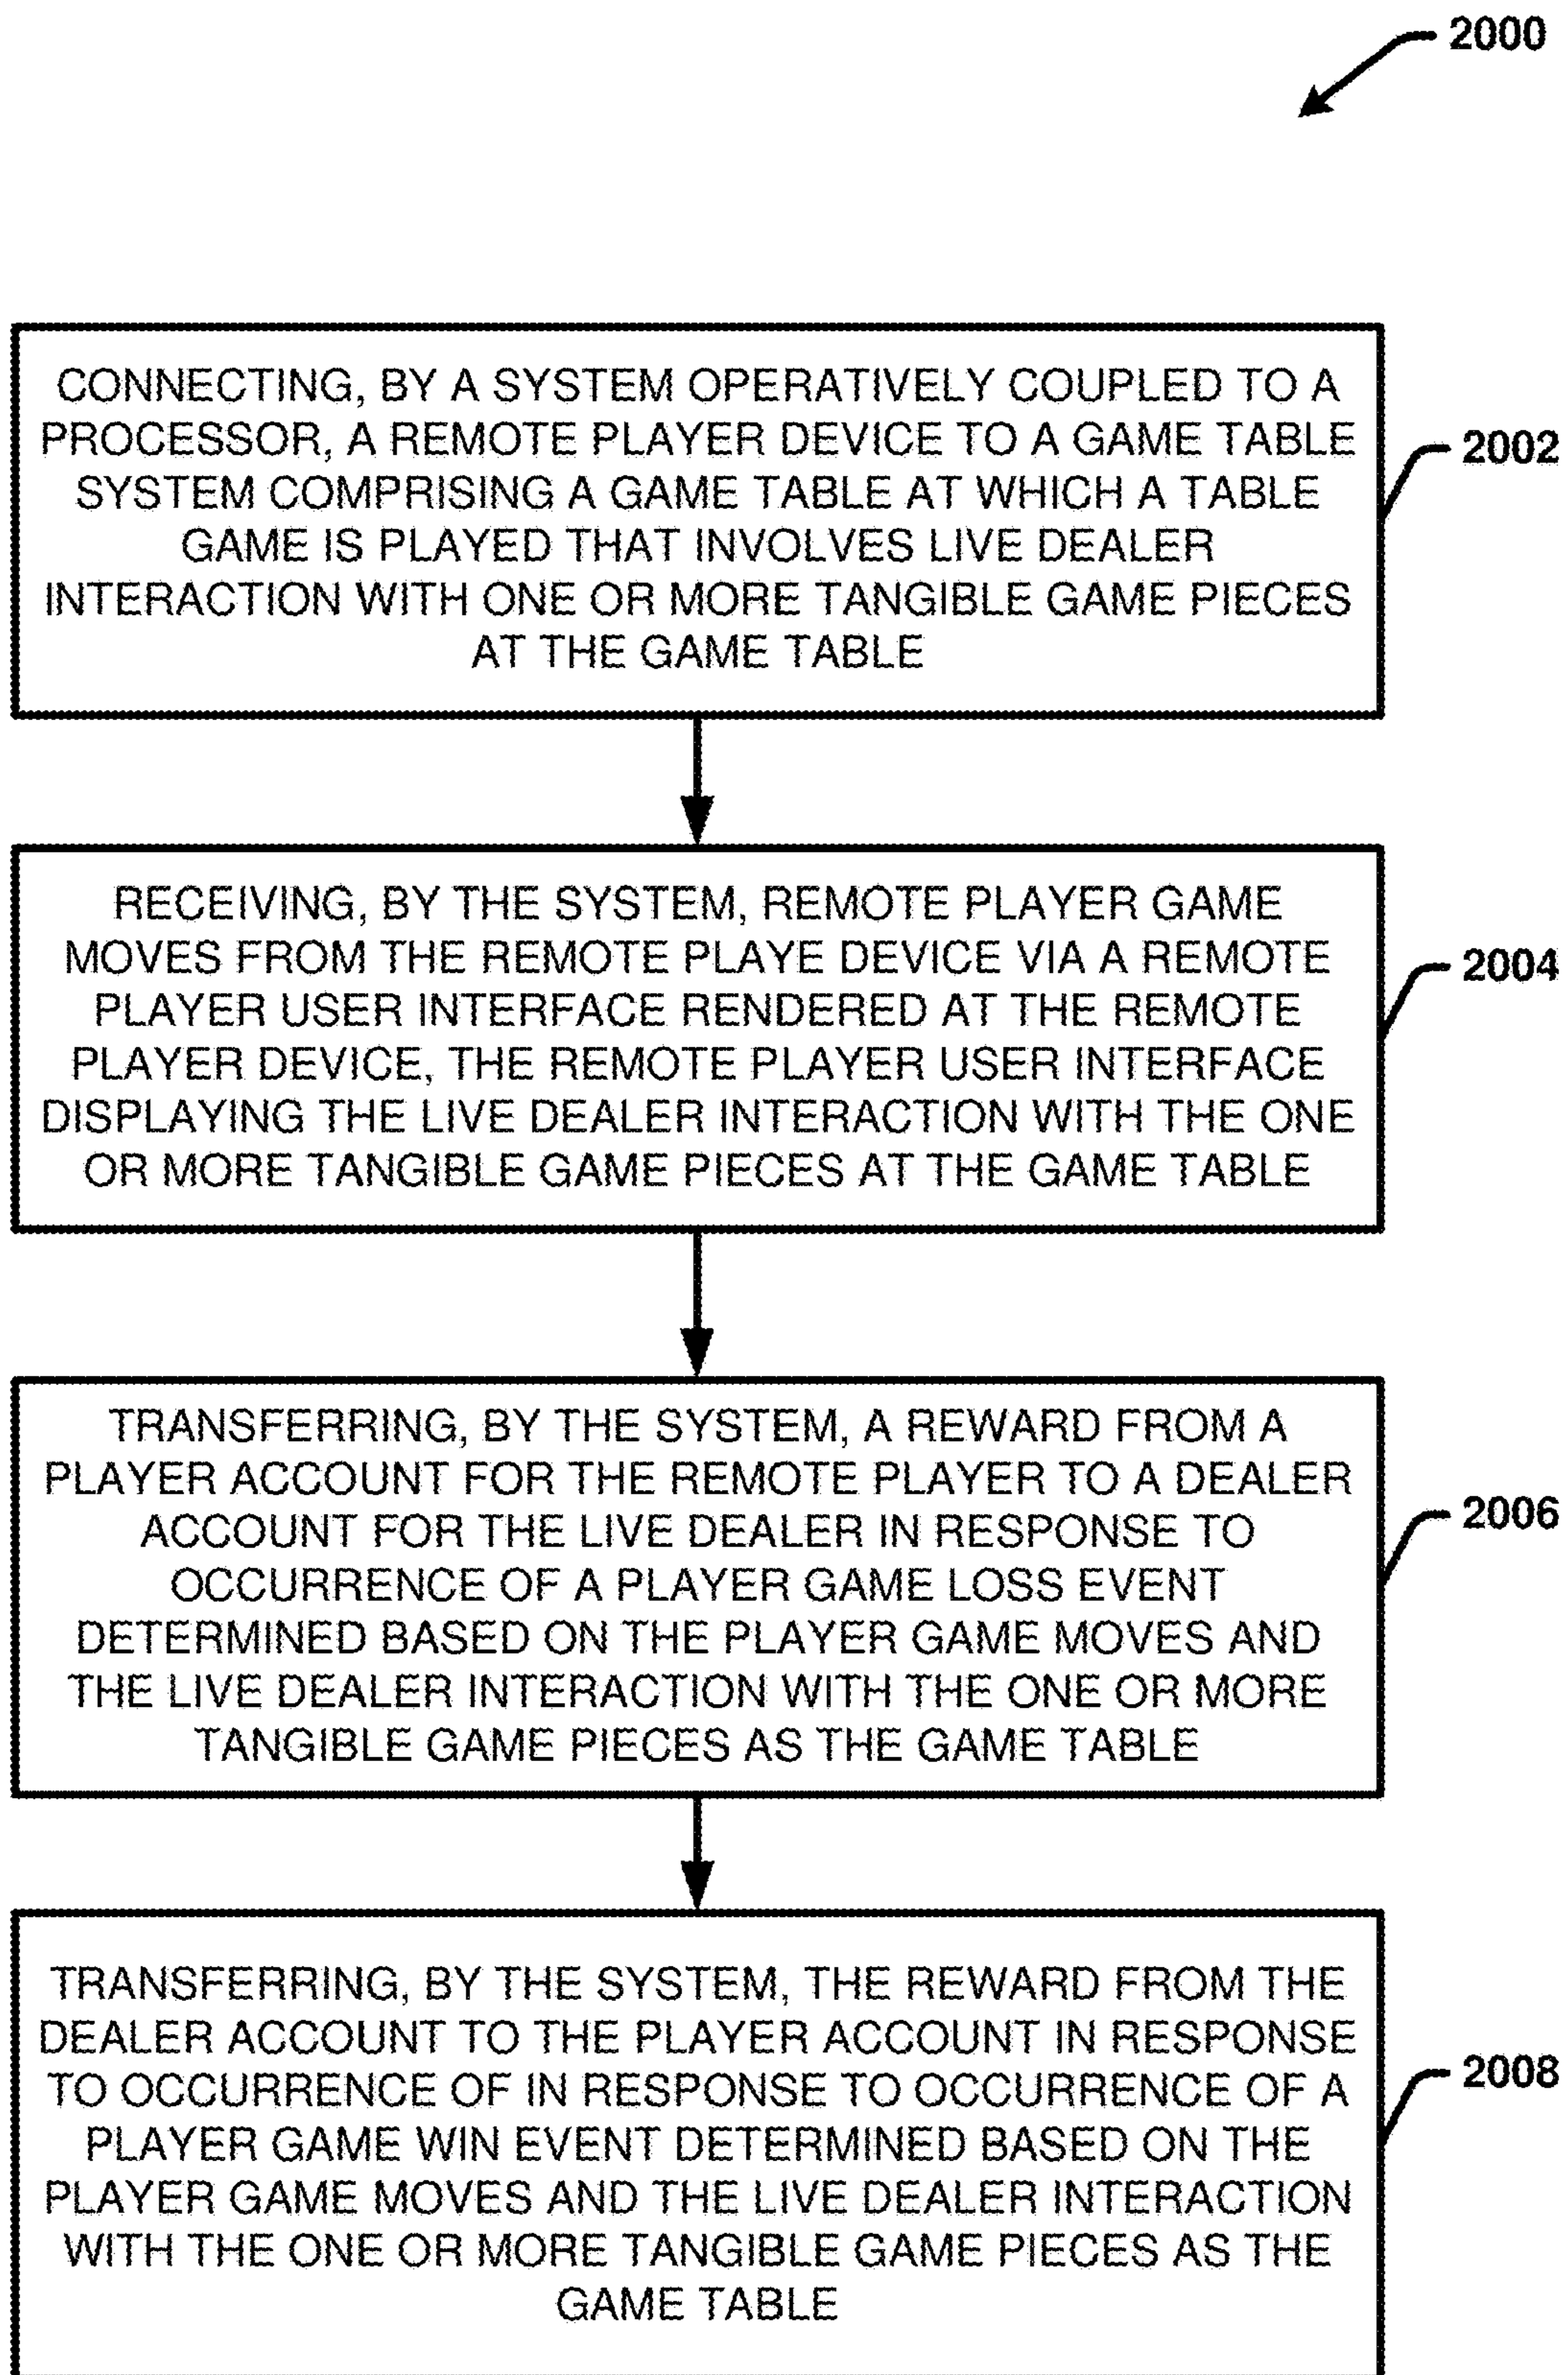 2000
CONNECTING, BY A SYSTEM OPERATIVELY COUPLED TO A
PROCESSOR, A REMOTE PLAYER DEVICE TO A GAME TABLE
SYSTEM COMPRISING A GAME TABLE AT WHICH A TABLE
GAME IS PLAYED THAT INVOLVES LIVE DEALER
INTERACTION WITH ONE OR MORE TANGIBLE GAME PIECES
AT THE GAME TABLE
2002
RECEIVING, BY THE SYSTEM, REMOTE PLAYER GAME
MOVES FROM THE REMOTE PLAYE DEVICE VIA A REMOTE
PLAYER USER INTERFACE RENDERED AT THE REMOTE
PLAYER DEVICE, THE REMOTE PLAYER USER INTERFACE
DISPLAYING THE LIVE DEALER INTERACTION WITH THE ONE
OR MORE TANGIBLE GAME PIECES AT THE GAME TABLE
2004
TRANSFERRING, BY THE SYSTEM, A REWARD FROM A
PLAYER ACCOUNT FOR THE REMOTE PLAYER TO A DEALER
ACCOUNT FOR THE LIVE DEALER IN RESPONSE TO
OCCURRENCE OF A PLAYER GAME LOSS EVENT
DETERMINED BASED ON THE PLAYER GAME MOVES AND
THE LIVE DEALER INTERACTION WITH THE ONE OR MORE
TANGIBLE GAME PIECES AS THE GAME TABLE
2006
TRANSFERRING, BY THE SYSTEM, THE REWARD FROM THE
DEALER ACCOUNT TO THE PLAYER ACCOUNT IN RESPONSE
TO OCCURRENCE OF IN RESPONSE TO OCCURRENCE OF A
PLAYER GAME WIN EVENT DETERMINED BASED ON THE
PLAYER GAME MOVES AND THE LIVE DEALER INTERACTION
WITH THE ONE OR MORE TANGIBLE GAME PIECES AS THE
GAME TABLE
2008